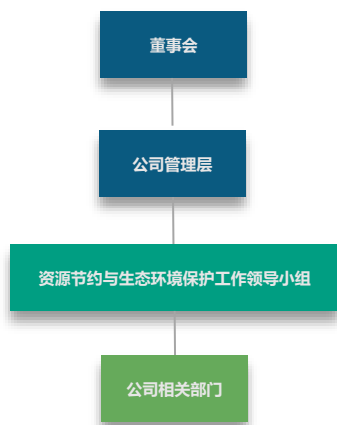 董事会
公司管理层
资源节约与生态环境保护工作领导小组
公司相关部门